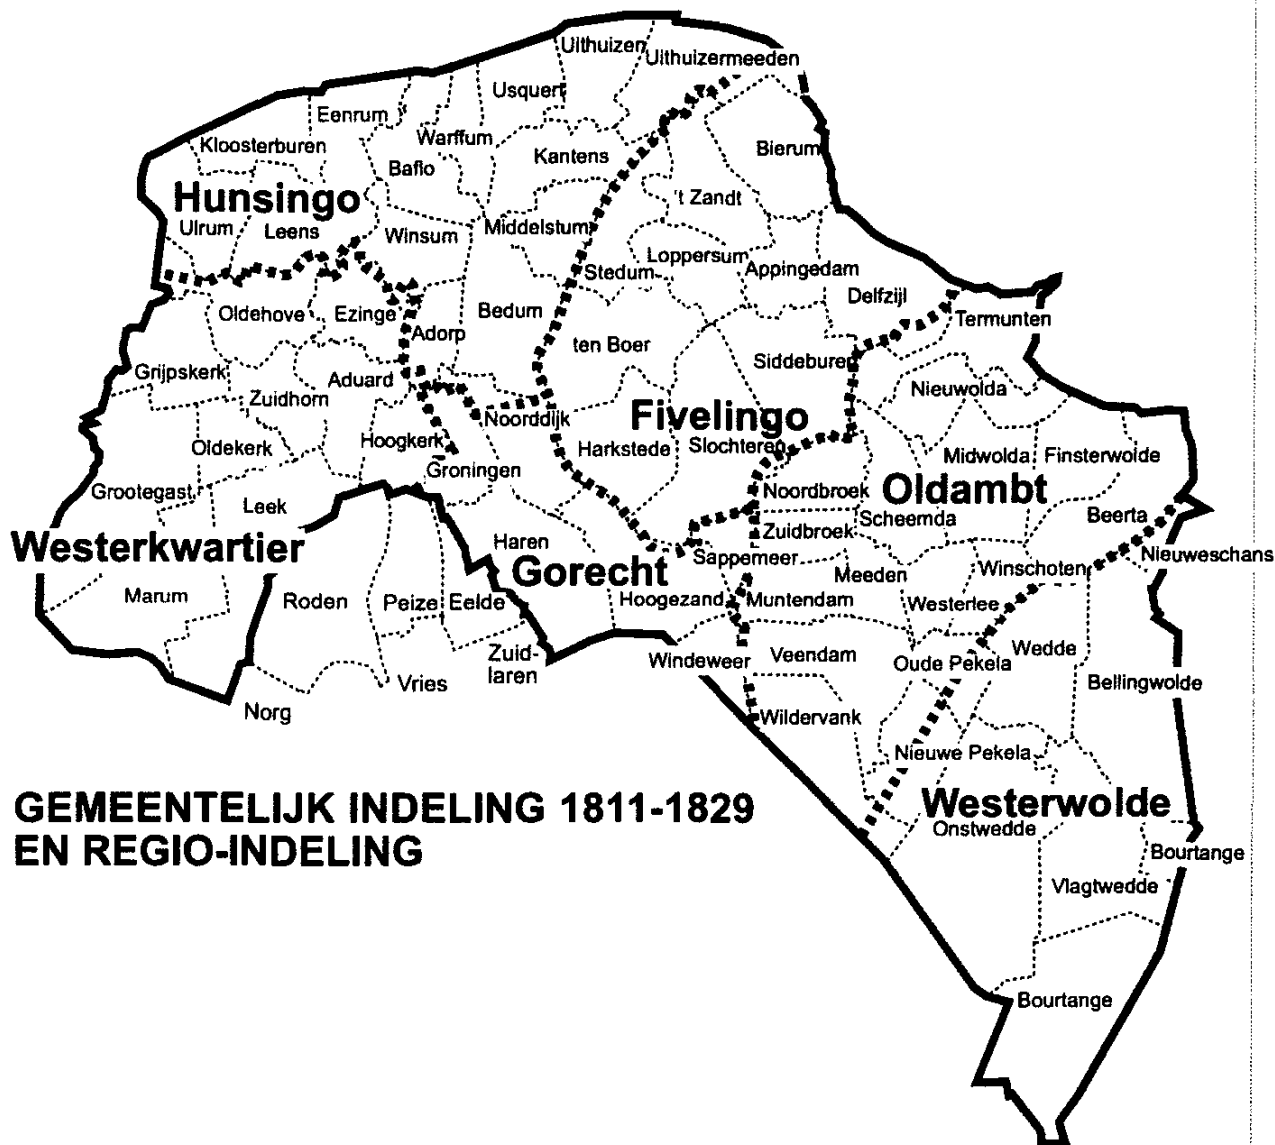 Uithuizen
Uithuizermeeden
Usquert
Eenrum
Warffum
Kloosterburen
Kantens
Bierum
Baflo
Hunsingo
't Zandt
Ulrum
Leens
Winsum
Middelstum
Loppersum
Stedum
Appingedam
Delfzijl
Oldehove
Ezinge
Bedum
Termunten
Adorp
ten Boer
Siddeburen
Grijpskerk
Aduard
Nieuwolda
Zuidhorn
Noorddijk
Fivelingo
Oldekerk
Hoogkerk
Harkstede
Slochteren
Midwolda
Finsterwolde
Groningen
Grootegast
Noordbroek
Oldambt
Leek
Scheemda
Beerta
Zuidbroek
Westerkwartier
Haren
Sappemeer
Nieuweschans
Gorecht
Meeden
Winschoten
Marum
Roden
Peize
Eelde
Hoogezand
Muntendam
Westerlee
Zuid-
laren
Windeweer
Veendam
Oude Pekela
Wedde
Vries
Bellingwolde
Norg
Wildervank
Nieuwe Pekela
GEMEENTELIJK INDELING 1811-1829
EN REGIO-INDELING
Westerwolde
Onstwedde
Bourtange
Vlagtwedde
Bourtange